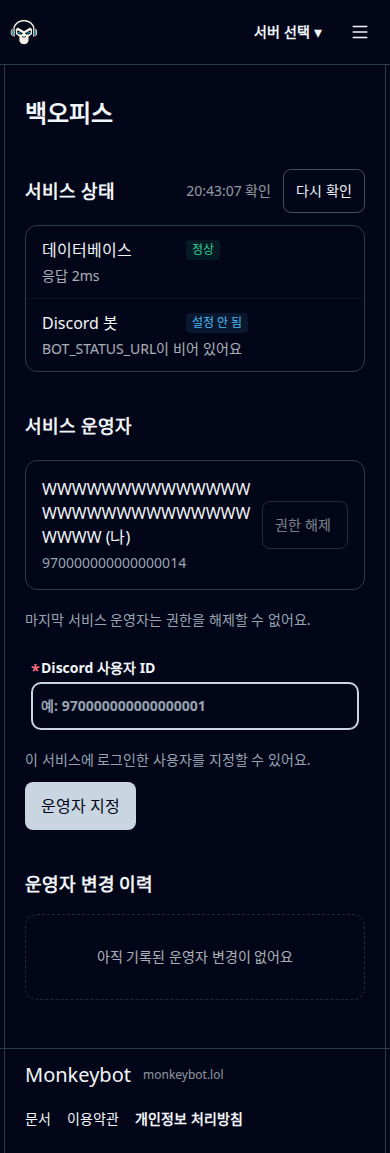 서버 선택 ▾
백오피스
서비스 상태
20:43:07 확인
다시 확인
데이터베이스
정상
응답 2ms
Discord 봇
설정 안 됨
BOT_STATUS_URL이 비어 있어요
서비스 운영자
WWWWWWWWWWWWWW
WWWWWWWWWWWWWW
WWWW (나)
970000000000000014
권한 해제
마지막 서비스 운영자는 권한을 해제할 수 없어요.
*Discord 사용자 ID
예: 970000000000000001
이 서비스에 로그인한 사용자를 지정할 수 있어요.
운영자 지정
운영자 변경 이력
아직 기록된 운영자 변경이 없어요
Monkeybot
monkeybot.lol
문서
이용약관
개인정보 처리방침